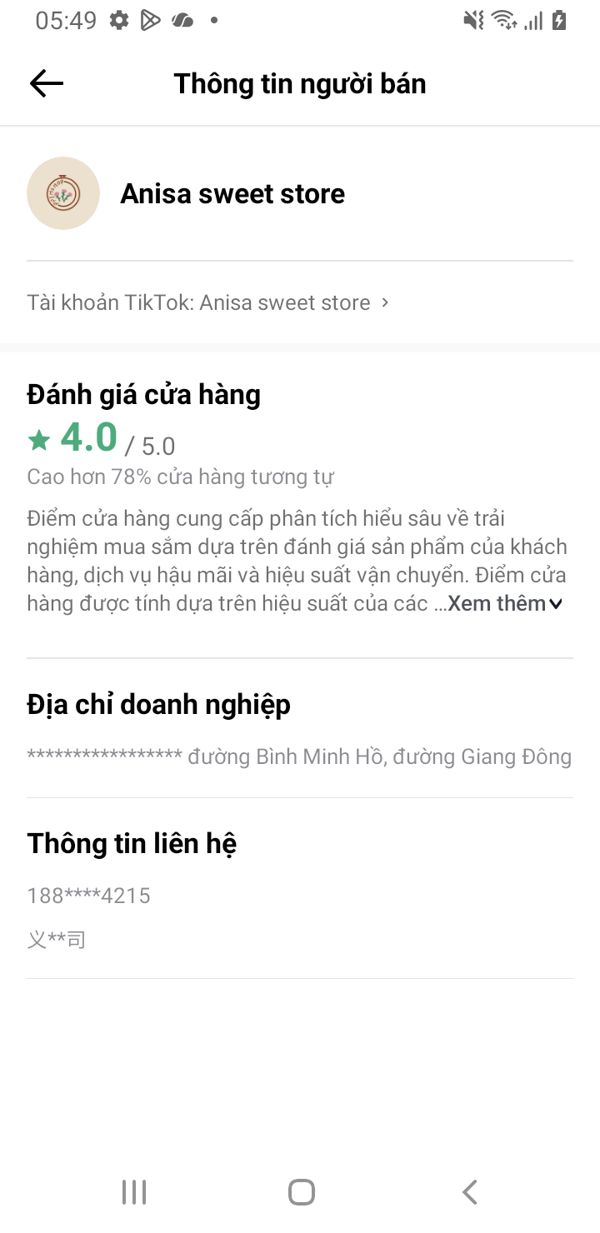 05:49
Thông tin người bán
Anisa sweet store
Tài khoản TikTok: Anisa sweet store >
Đánh giá cửa hàng
4.0 / 5.0
Cao hơn 78% cửa hàng tương tự
Điểm cửa hàng cung cấp phân tích hiểu sâu về trải
nghiệm mua sắm dựa trên đánh giá sản phẩm của khách
hàng, dịch vụ hậu mãi và hiệu suất vận chuyển. Điểm cửa
hàng được tính dựa trên hiệu suất của các ...Xem thêm
Địa chỉ doanh nghiệp
***************** đường Bình Minh Hồ, đường Giang Đông
Thông tin liên hệ
188****4215
义**司